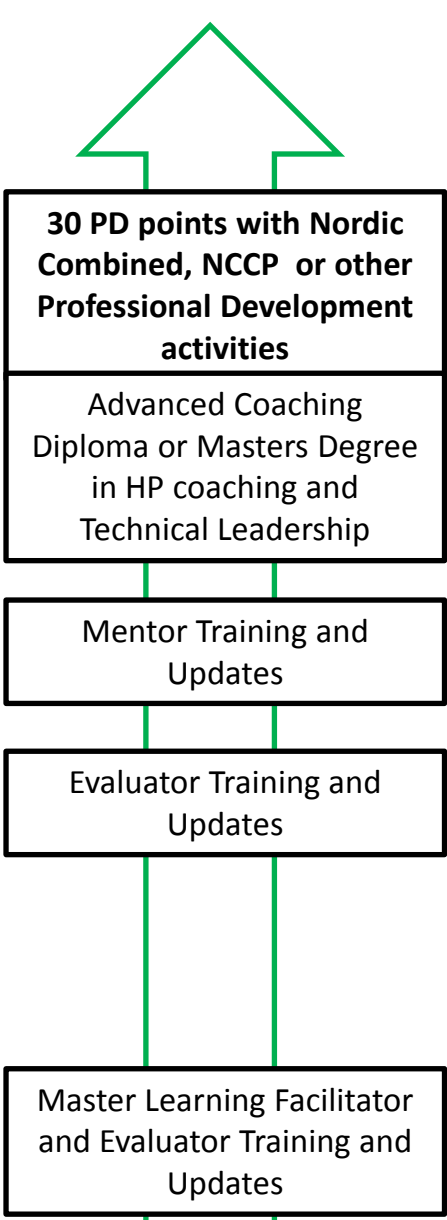 30 PD points with Nordic
Combined, NCCP or other
Professional Development
activities
Advanced Coaching
Diploma or Masters Degree
in HP coaching and
Technical Leadership
Mentor Training and
Updates
Evaluator Training and
Updates
Master Learning Facilitator
and Evaluator Training and
Updates